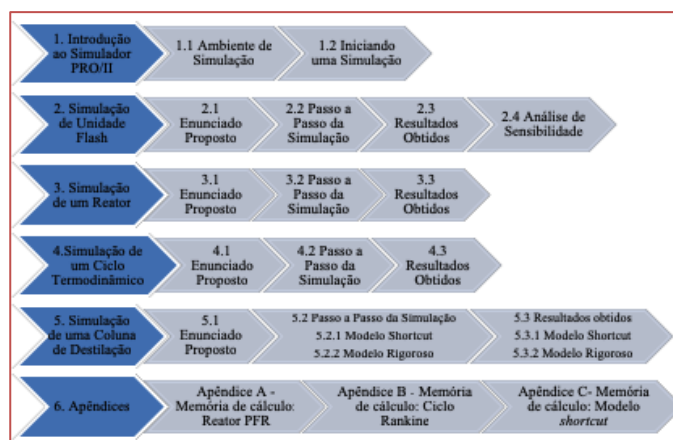 1. Introdução
ao Simulador
PRO/II
1.1 Ambiente de
Simulação
1.2 Iniciando
uma Simulação
2. Simulação
de Unidade
Flash
2.1
Enunciado
Proposto
2.2 Passo a
Passo da
Simulação
2.3
Resultados
Obtidos
2.4 Análise de
Sensibilidade
3. Simulação
de um Reator
3.1
Enunciado
Proposto
3.2 Passo a
Passo da
Simulação
3.3
Resultados
Obtidos
4.Simulação de
um Ciclo
Termodinâmico
4.1
Enunciado
Proposto
4.2 Passo a
Passo da
Simulação
4.3
Resultados
Obtidos
5. Simulação
de uma Coluna
de Destilação
5.1
Enunciado
Proposto
5.2 Passo a Passo da Simulação
5.2.1 Modelo Shortcut
5.2.2 Modelo Rigoroso
5.3 Resultados obtidos
5.3.1 Modelo Shortcut
5.3.2 Modelo Rigoroso
6. Apêndices
Apêndice A -
Memória de cálculo:
Reator PFR
Apêndice B - Memória
de cálculo: Ciclo
Rankine
Apêndice C- Memória
de cálculo: Modelo
shortcut